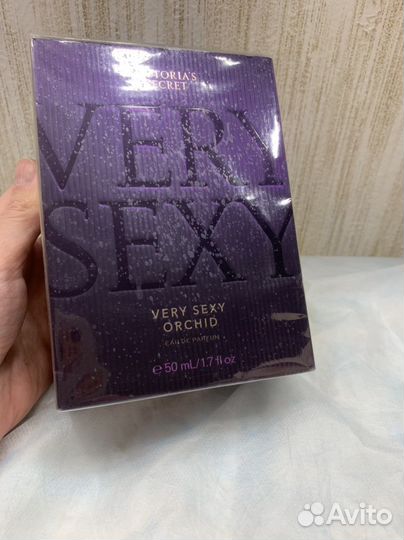 VICTORIA'S
SECRET
VERY
SEXY
VERY SEXY
ORCHID
EAU DE PARFUM
℮ 50 mL/1.7 fl oz
Avito